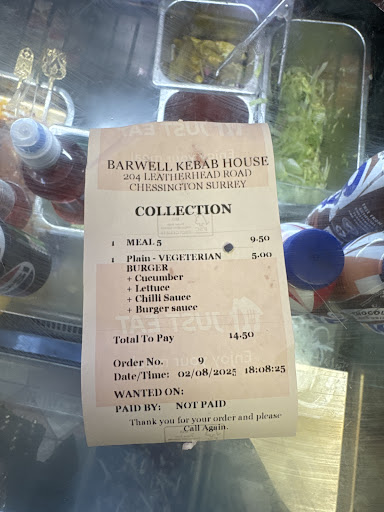 BARWELL KEBAB HOUSE
204 LEATHERHEAD ROAD
CHESSINGTON SURREY
COLLECTION
1 MEAL 5 9.50
1 Plain - VEGETERIAN 5.00
BURGER
+ Cucumber
+ Lettuce
+ Chilli Sauce
+ Burger sauce
Total To Pay 14.50
Order No. 9
Date/Time: 02/08/2025 18:08:25
WANTED ON:
PAID BY: NOT PAID
Thank you for your order and please
Call Again.